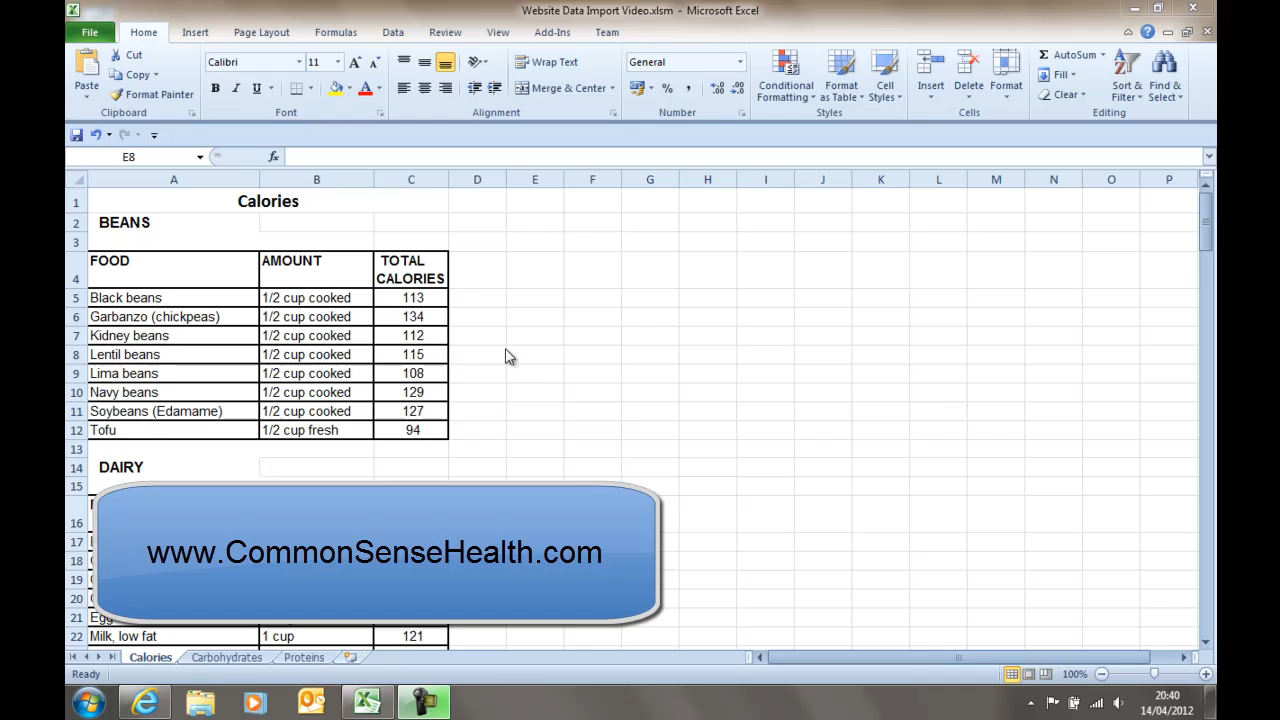 Website Data Import Video.xlsm - Microsoft Excel
File Home Insert Page Layout Formulas Data Review View Add-Ins Team
Paste
Cut
Copy
Format Painter
Clipboard
Calibri 11
B I U
Font
Wrap Text
Merge & Center
Alignment
General
%
Number
Conditional Formatting
Format as Table
Cell Styles
Styles
Insert
Delete
Format
Cells
AutoSum
Fill
Clear
Sort & Filter
Find & Select
Editing
E8 fx
A B C D E F G H I J K L M N O P
1 Calories
2 BEANS
3
4 FOOD AMOUNT TOTAL CALORIES
5 Black beans 1/2 cup cooked 113
6 Garbanzo (chickpeas) 1/2 cup cooked 134
7 Kidney beans 1/2 cup cooked 112
8 Lentil beans 1/2 cup cooked 115
9 Lima beans 1/2 cup cooked 108
10 Navy beans 1/2 cup cooked 129
11 Soybeans (Edamame) 1/2 cup cooked 127
12 Tofu 1/2 cup fresh 94
13
14 DAIRY
15
16
17
18
19
20
21
22 Milk, low fat 1 cup 121
www.CommonSenseHealth.com
Calories Carbohydrates Proteins
Ready 100%
20:40
14/04/2012